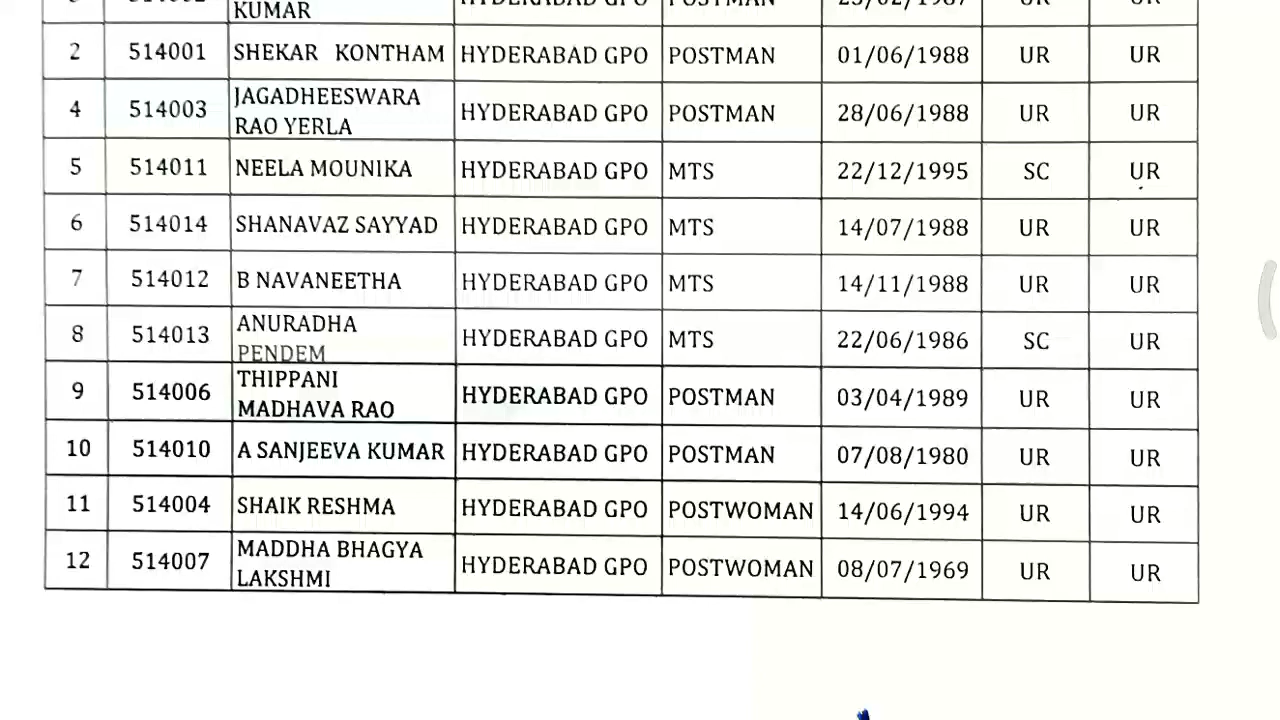 KUMAR HYDERABAD GPO POSTMAN UR UR
2 514001 SHEKAR KONTHAM HYDERABAD GPO POSTMAN 01/06/1988 UR UR
4 514003 JAGADHEESWARA RAO YERLA HYDERABAD GPO POSTMAN 28/06/1988 UR UR
5 514011 NEELA MOUNIKA HYDERABAD GPO MTS 22/12/1995 SC UR
6 514014 SHANAVAZ SAYYAD HYDERABAD GPO MTS 14/07/1988 UR UR
7 514012 B NAVANEETHA HYDERABAD GPO MTS 14/11/1988 UR UR
8 514013 ANURADHA PENDEM HYDERABAD GPO MTS 22/06/1986 SC UR
9 514006 THIPPANI MADHAVA RAO HYDERABAD GPO POSTMAN 03/04/1989 UR UR
10 514010 A SANJEEVA KUMAR HYDERABAD GPO POSTMAN 07/08/1980 UR UR
11 514004 SHAIK RESHMA HYDERABAD GPO POSTWOMAN 14/06/1994 UR UR
12 514007 MADDHA BHAGYA LAKSHMI HYDERABAD GPO POSTWOMAN 08/07/1969 UR UR